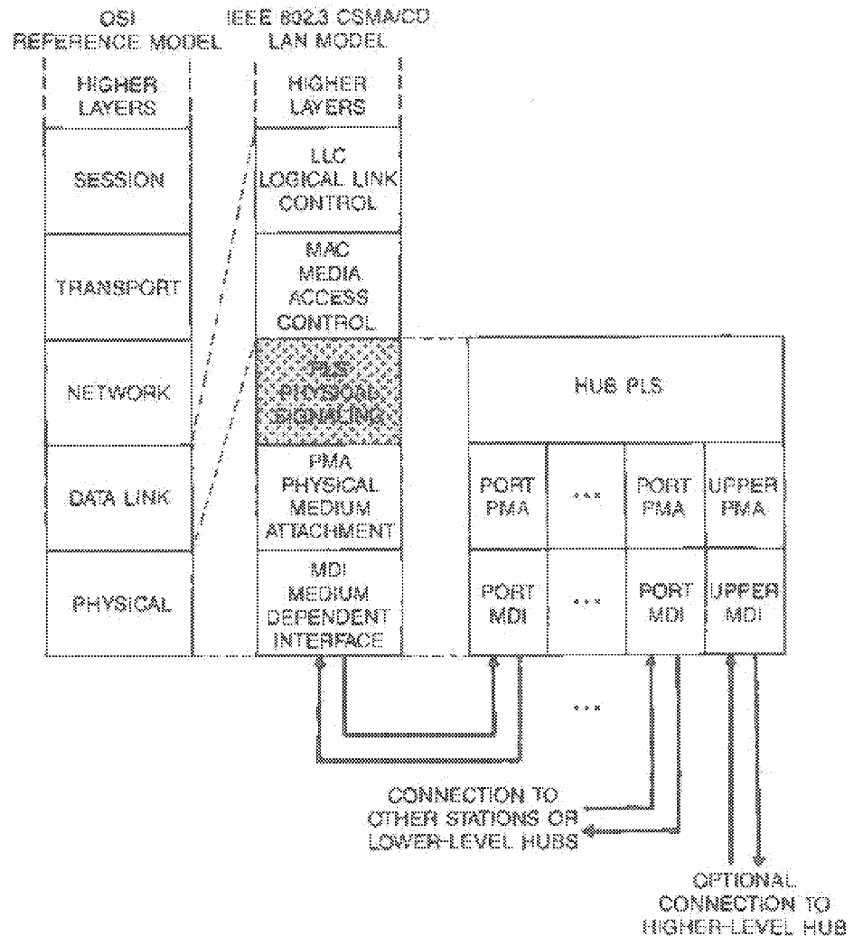 OSI
REFERENCE MODEL
IEEE 802.3 CSMA/CD
LAN MODEL
HIGHER
LAYERS
SESSION
TRANSPORT
NETWORK
DATA LINK
PHYSICAL
HIGHER
LAYERS
LLC
LOGICAL LINK
CONTROL
MAC
MEDIA
ACCESS
CONTROL
PLS
PHYSICAL
SIGNALING
PMA
PHYSICAL
MEDIUM
ATTACHMENT
MDI
MEDIUM
DEPENDENT
INTERFACE
HUB PLS
PORT
PMA
...
PORT
PMA
UPPER
PMA
PORT
MDI
...
PORT
MDI
UPPER
MDI
...
CONNECTION TO
OTHER STATIONS OR
LOWER-LEVEL HUBS
OPTIONAL
CONNECTION TO
HIGHER-LEVEL HUB